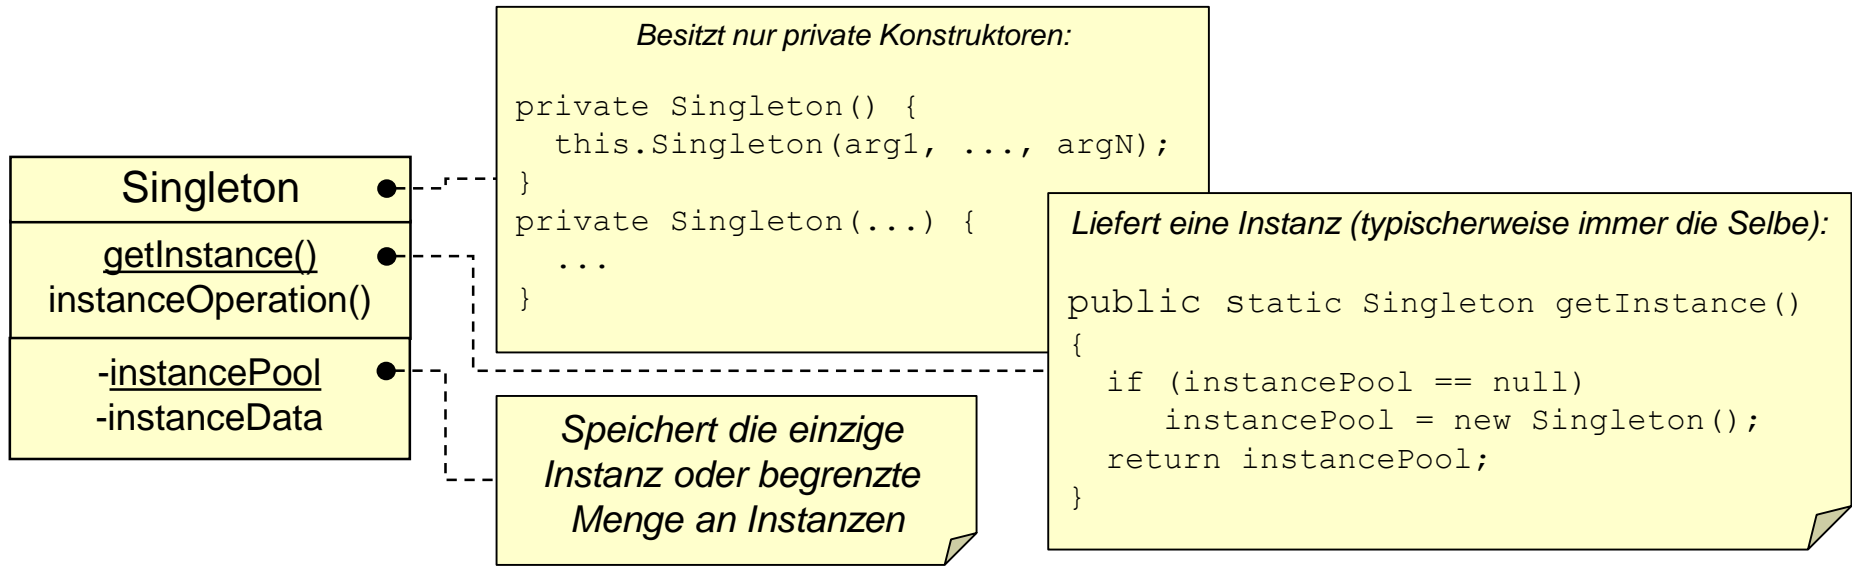 Singleton
getInstance()
instanceOperation()
-instancePool
-instanceData
Besitzt nur private Konstruktoren:
private Singleton() {
  this.Singleton(arg1, ..., argN);
}
private Singleton(...) {
  ...
}
Liefert eine Instanz (typischerweise immer die Selbe):
public static Singleton getInstance()
{
  if (instancePool == null)
     instancePool = new Singleton();
  return instancePool;
}
Speichert die einzige
Instanz oder begrenzte
Menge an Instanzen